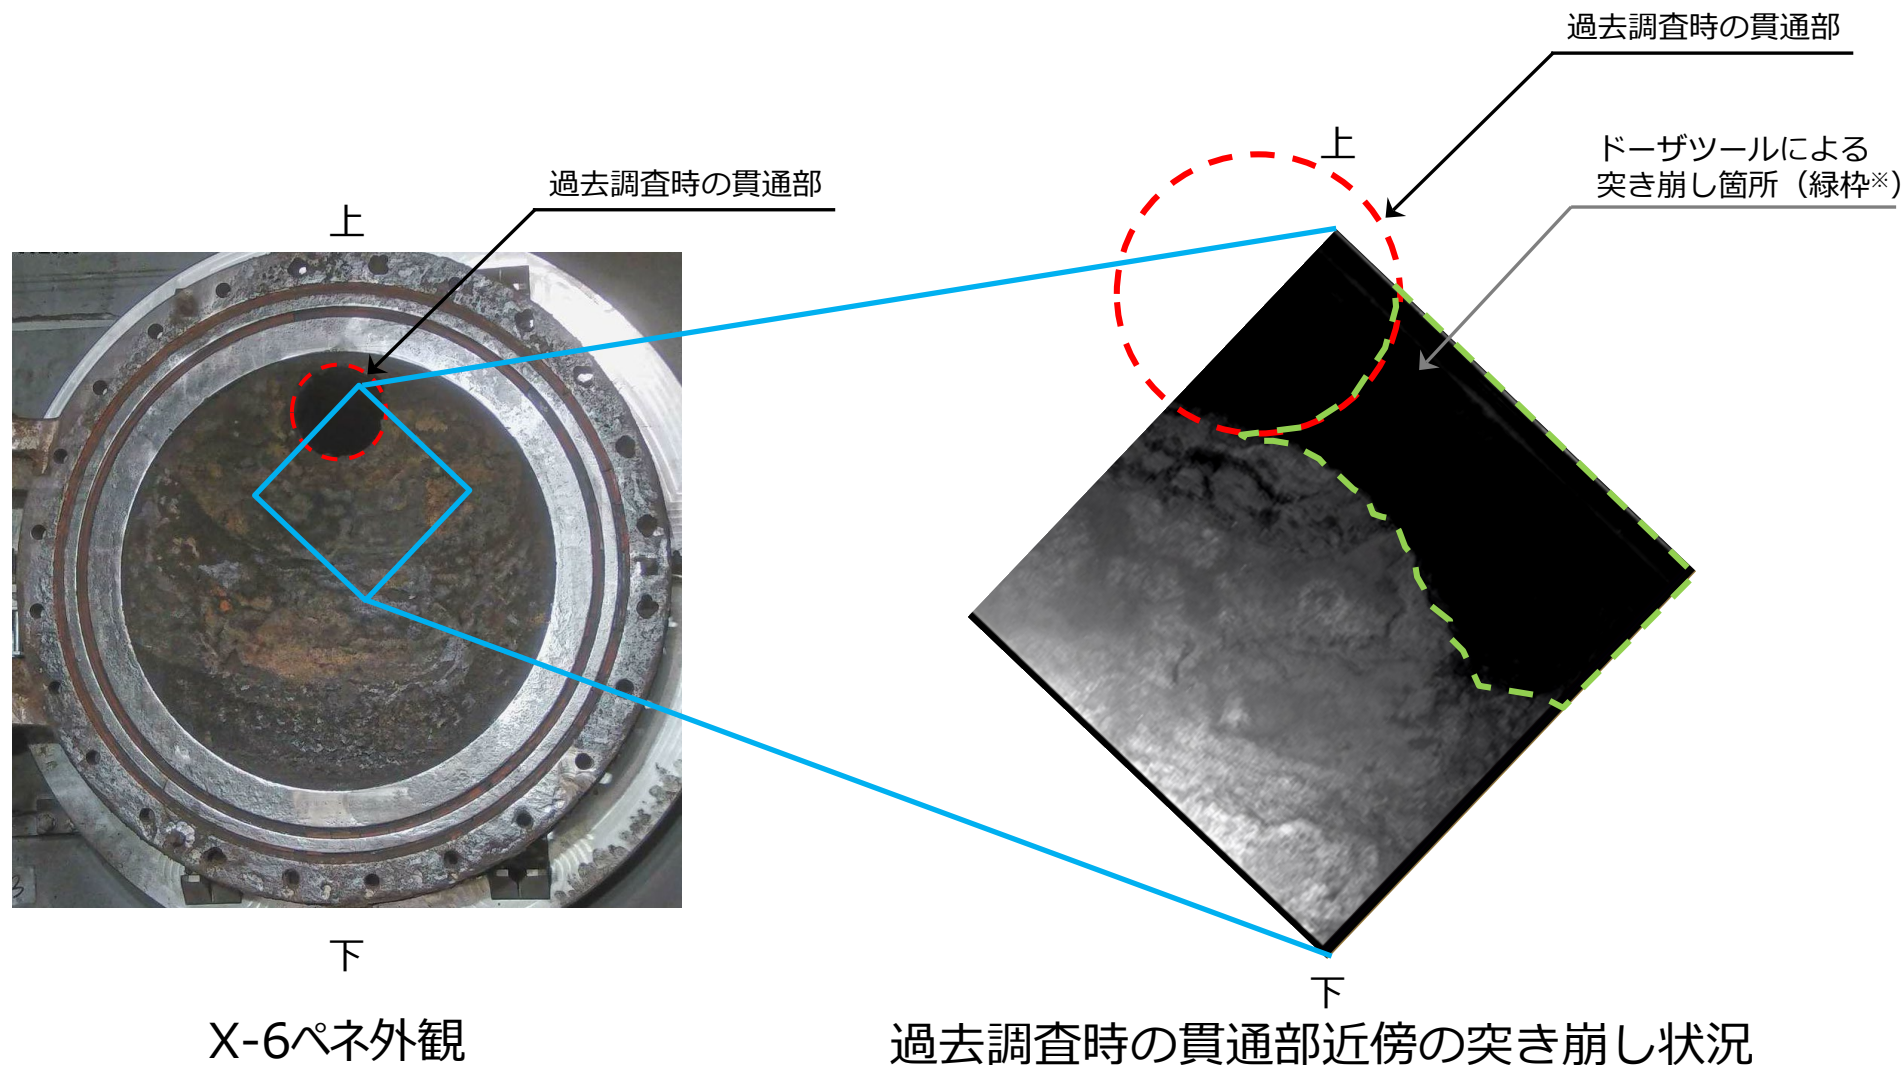 過去調査時の貫通部
上
ドーザツールによる
突き崩し箇所（緑枠※）
過去調査時の貫通部
上
下
下
X-6ペネ外観
過去調査時の貫通部近傍の突き崩し状況